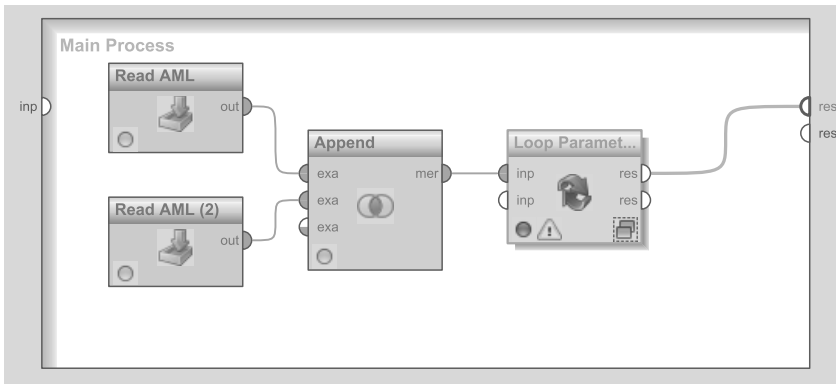 Main Process
Read AML
inp
out
res
res
Append
Loop Paramet...
exa
mer
inp
res
exa
inp
res
exa
Read AML (2)
out